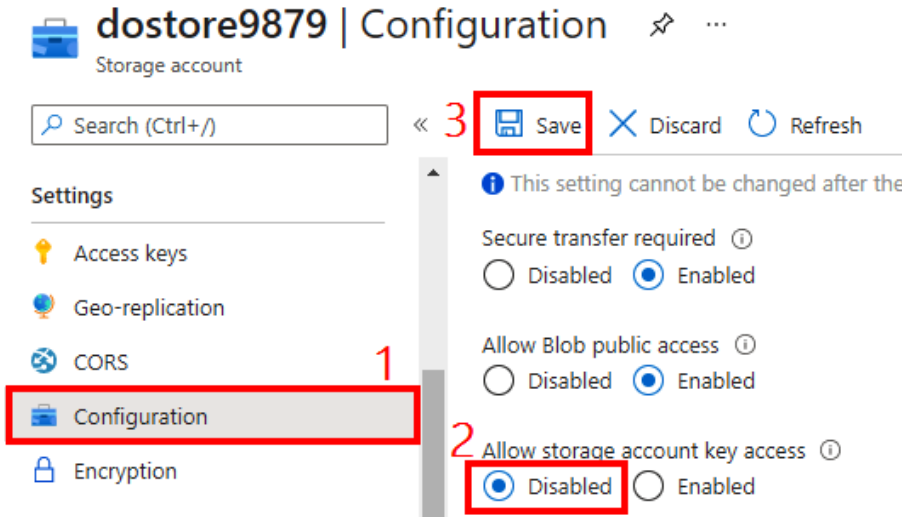 dostore9879 | Configuration ...
Storage account
Search (Ctrl+/)
«
3
Save
Discard
Refresh
Settings
Access keys
Geo-replication
CORS
1
Configuration
Encryption
This setting cannot be changed after the
Secure transfer required
Disabled Enabled
Allow Blob public access
Disabled Enabled
2
Allow storage account key access
Disabled Enabled